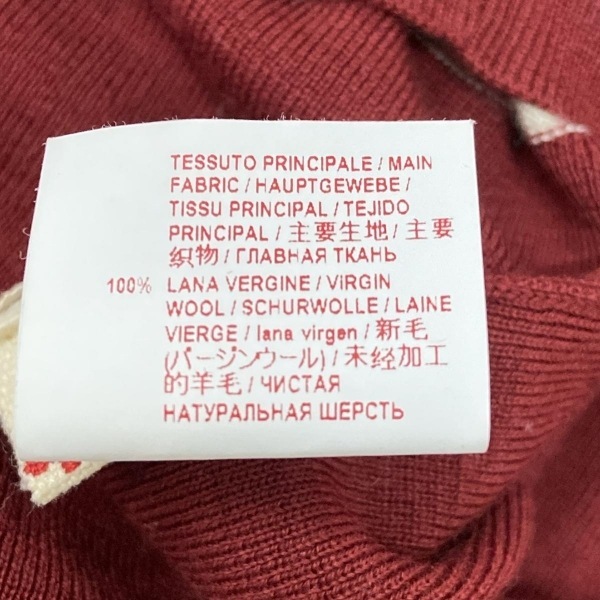 TESSUTO PRINCIPALE / MAIN
FABRIC / HAUPTGEWEBE /
TISSU PRINCIPAL / TEJIDO
PRINCIPAL / 主要生地 / 主要
织物 / ГЛАВНАЯ ТКАНЬ
100% LANA VERGINE / VIRGIN
WOOL / SCHURWOLLE / LAINE
VIERGE / lana virgen / 新毛
(バージンウール) / 未经加工
的羊毛 / ЧИСТАЯ
НАТУРАЛЬНАЯ ШЕРСТЬ